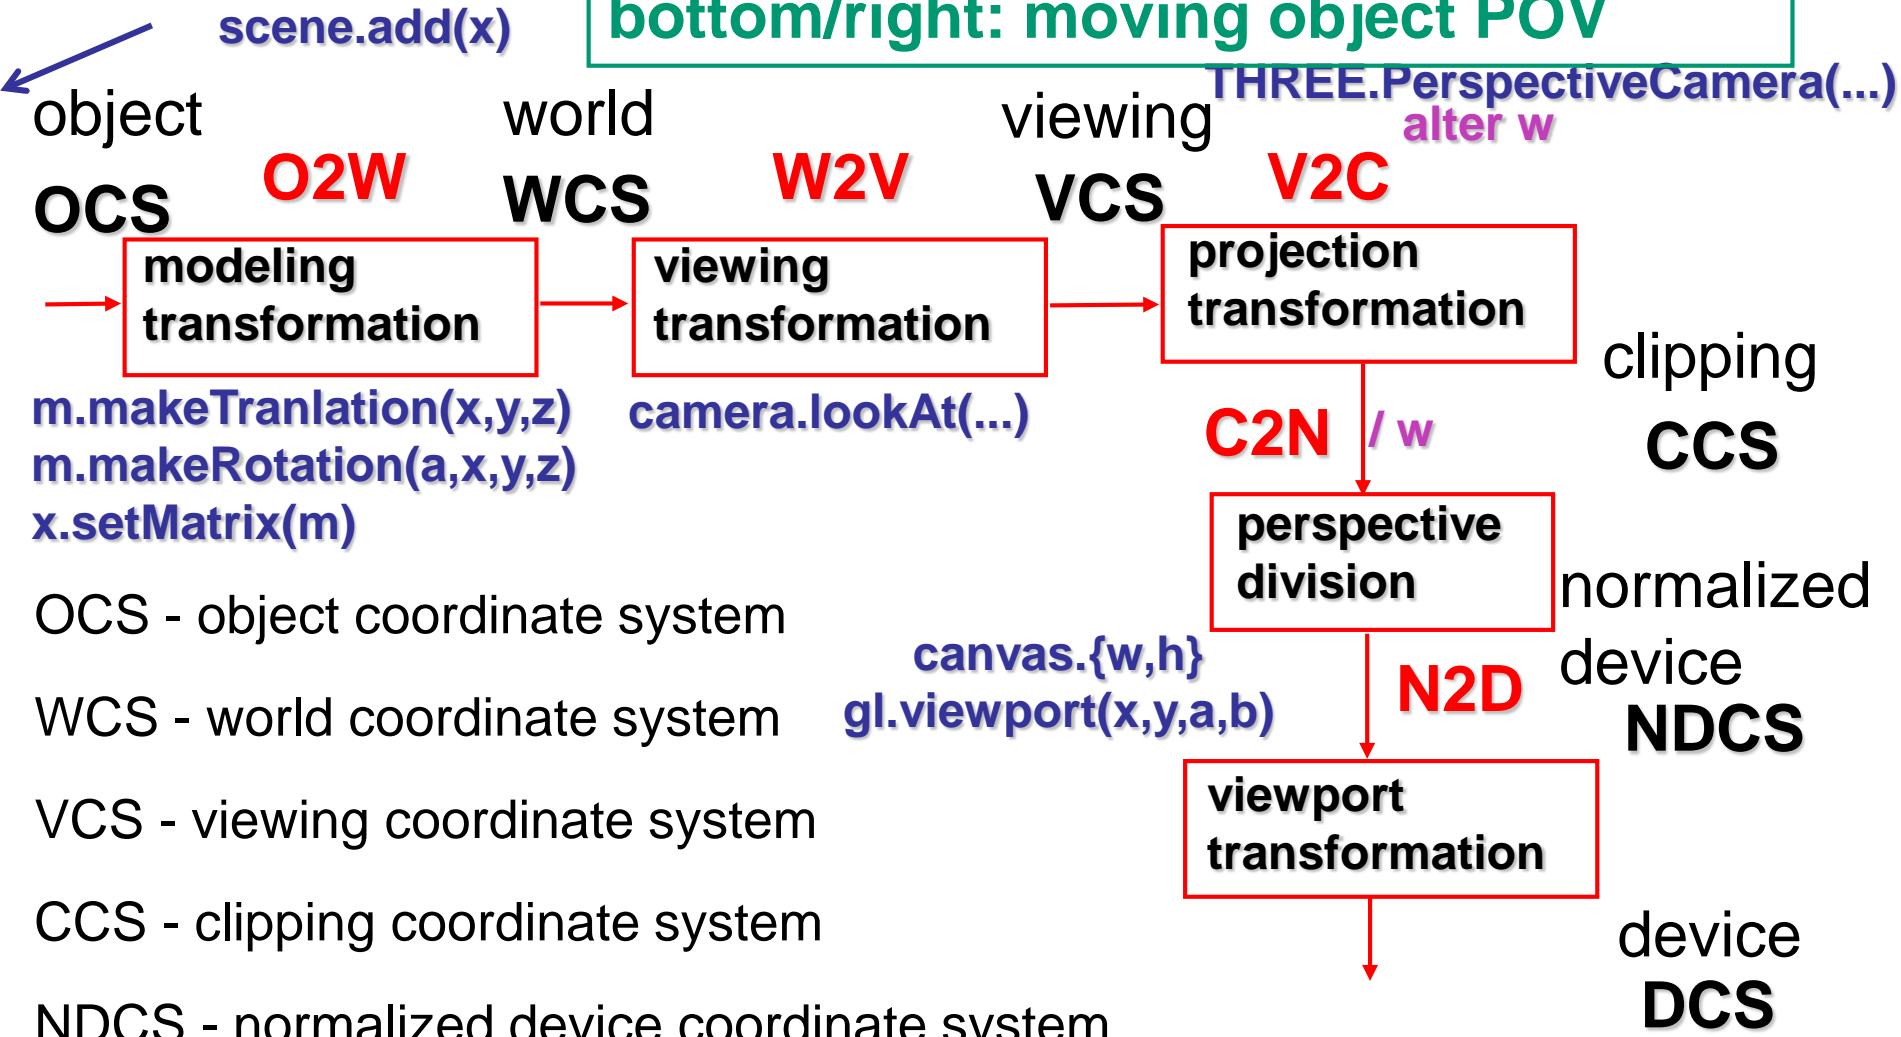 scene.add(x)
bottom/right: moving object POV
THREE.PerspectiveCamera(...)
alter w
object
world
viewing
OCS
O2W
WCS
W2V
VCS
V2C
modeling
transformation
viewing
transformation
projection
transformation
m.makeTranlation(x,y,z)
m.makeRotation(a,x,y,z)
x.setMatrix(m)
camera.lookAt(...)
C2N
/ w
clipping
CCS
perspective
division
normalized
device
NDCS
canvas.{w,h}
gl.viewport(x,y,a,b)
N2D
viewport
transformation
device
DCS
OCS - object coordinate system
WCS - world coordinate system
VCS - viewing coordinate system
CCS - clipping coordinate system
NDCS - normalized device coordinate system